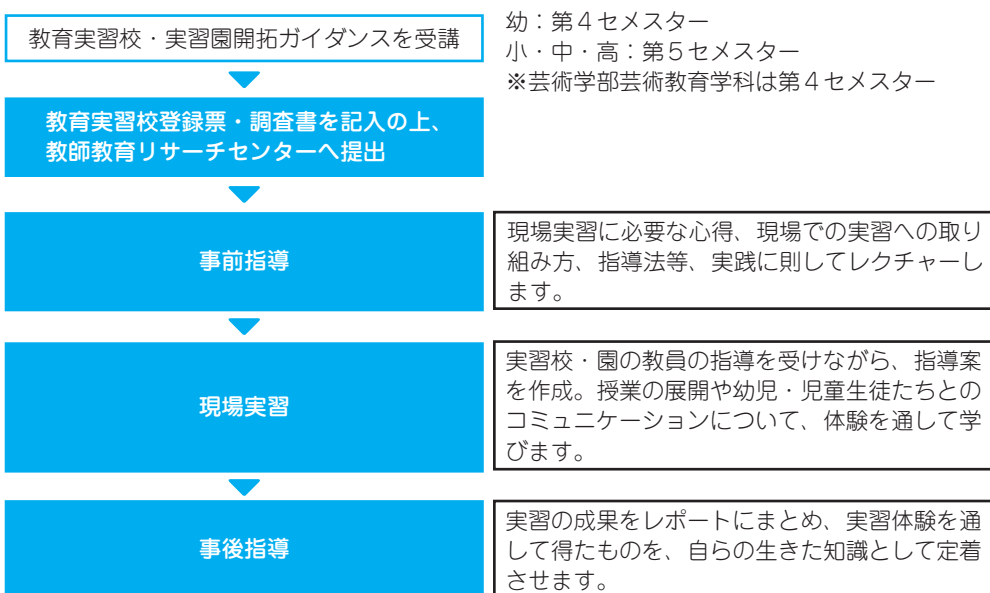 教育実習校・実習園開拓ガイダンスを受講
幼：第４セメスター
小・中・高：第５セメスター
※芸術学部芸術教育学科は第４セメスター
教育実習校登録票・調査書を記入の上、
教師教育リサーチセンターへ提出
事前指導
現場実習に必要な心得、現場での実習への取り
組み方、指導法等、実践に則してレクチャーし
ます。
現場実習
実習校・園の教員の指導を受けながら、指導案
を作成。授業の展開や幼児・児童生徒たちとの
コミュニケーションについて、体験を通して学
びます。
事後指導
実習の成果をレポートにまとめ、実習体験を通
して得たものを、自らの生きた知識として定着
させます。